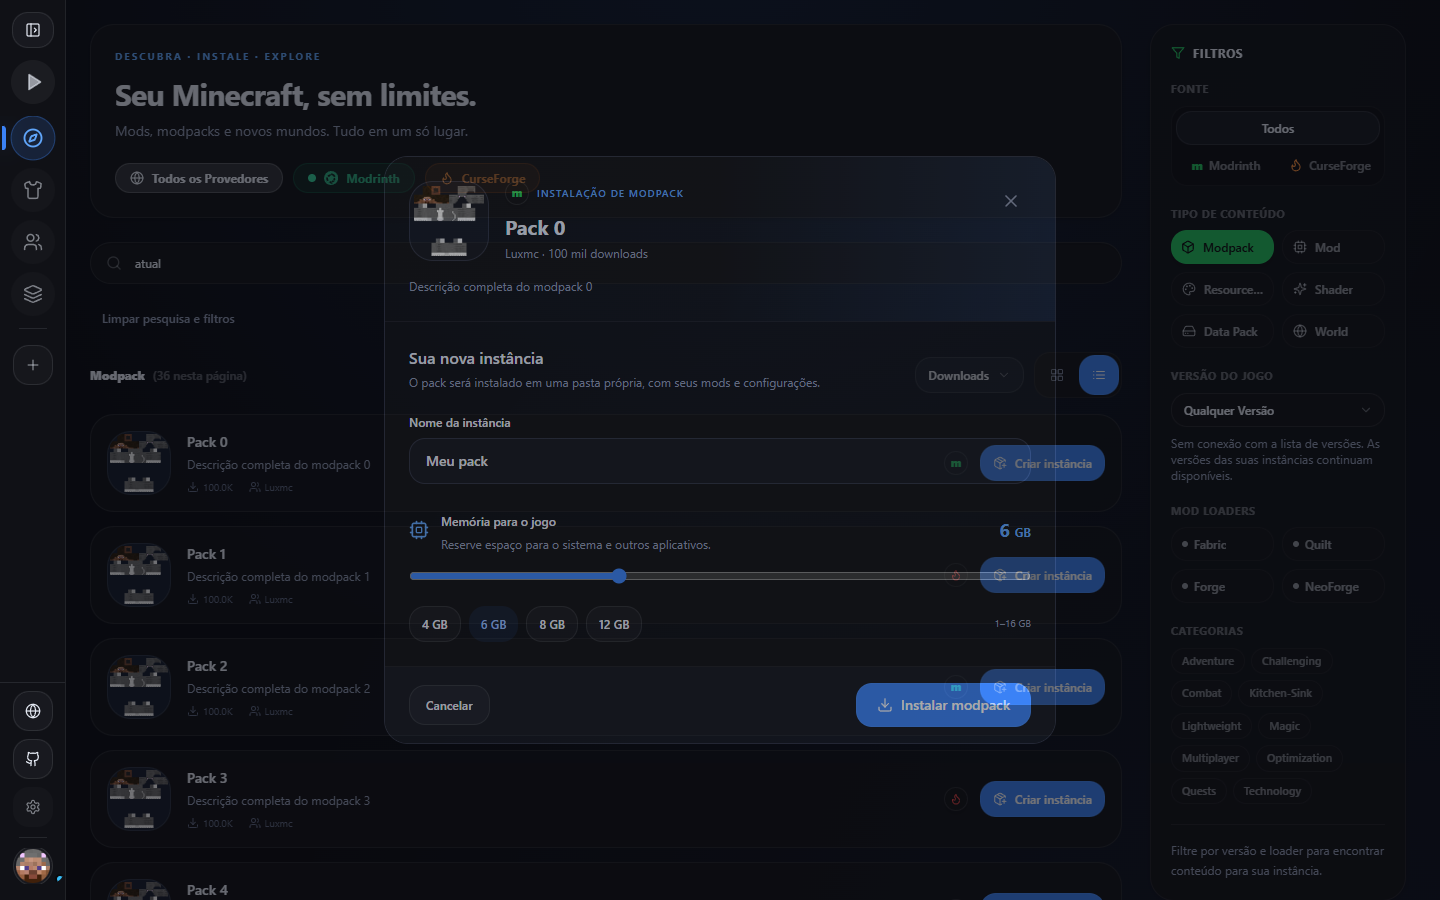 DESCUBRA · INSTALE · EXPLORE
Seu Minecraft, sem limites.
Mods, modpacks e novos mundos. Tudo em um só lugar.
Todos os Provedores
Modrinth
CurseForge
atual
Limpar pesquisa e filtros
Modpack (36 nesta página)
Downloads
Pack 0
Descrição completa do modpack 0
100.0K Luxmc
Criar instância
Pack 1
Descrição completa do modpack 1
100.0K Luxmc
Criar instância
Pack 2
Descrição completa do modpack 2
100.0K Luxmc
Criar instância
Pack 3
Descrição completa do modpack 3
100.0K Luxmc
Criar instância
Pack 4
INSTALAÇÃO DE MODPACK
Pack 0
Luxmc · 100 mil downloads
Descrição completa do modpack 0
Sua nova instância
O pack será instalado em uma pasta própria, com seus mods e configurações.
Nome da instância
Meu pack
Memória para o jogo
6 GB
Reserve espaço para o sistema e outros aplicativos.
4 GB
6 GB
8 GB
12 GB
1–16 GB
Cancelar
Instalar modpack
FILTROS
FONTE
Todos
Modrinth
CurseForge
TIPO DE CONTEÚDO
Modpack
Mod
Resource...
Shader
Data Pack
World
VERSÃO DO JOGO
Qualquer Versão
Sem conexão com a lista de versões. As
versões das suas instâncias continuam
disponíveis.
MOD LOADERS
Fabric
Quilt
Forge
NeoForge
CATEGORIAS
Adventure
Challenging
Combat
Kitchen-Sink
Lightweight
Magic
Multiplayer
Optimization
Quests
Technology
Filtre por versão e loader para encontrar
conteúdo para sua instância.